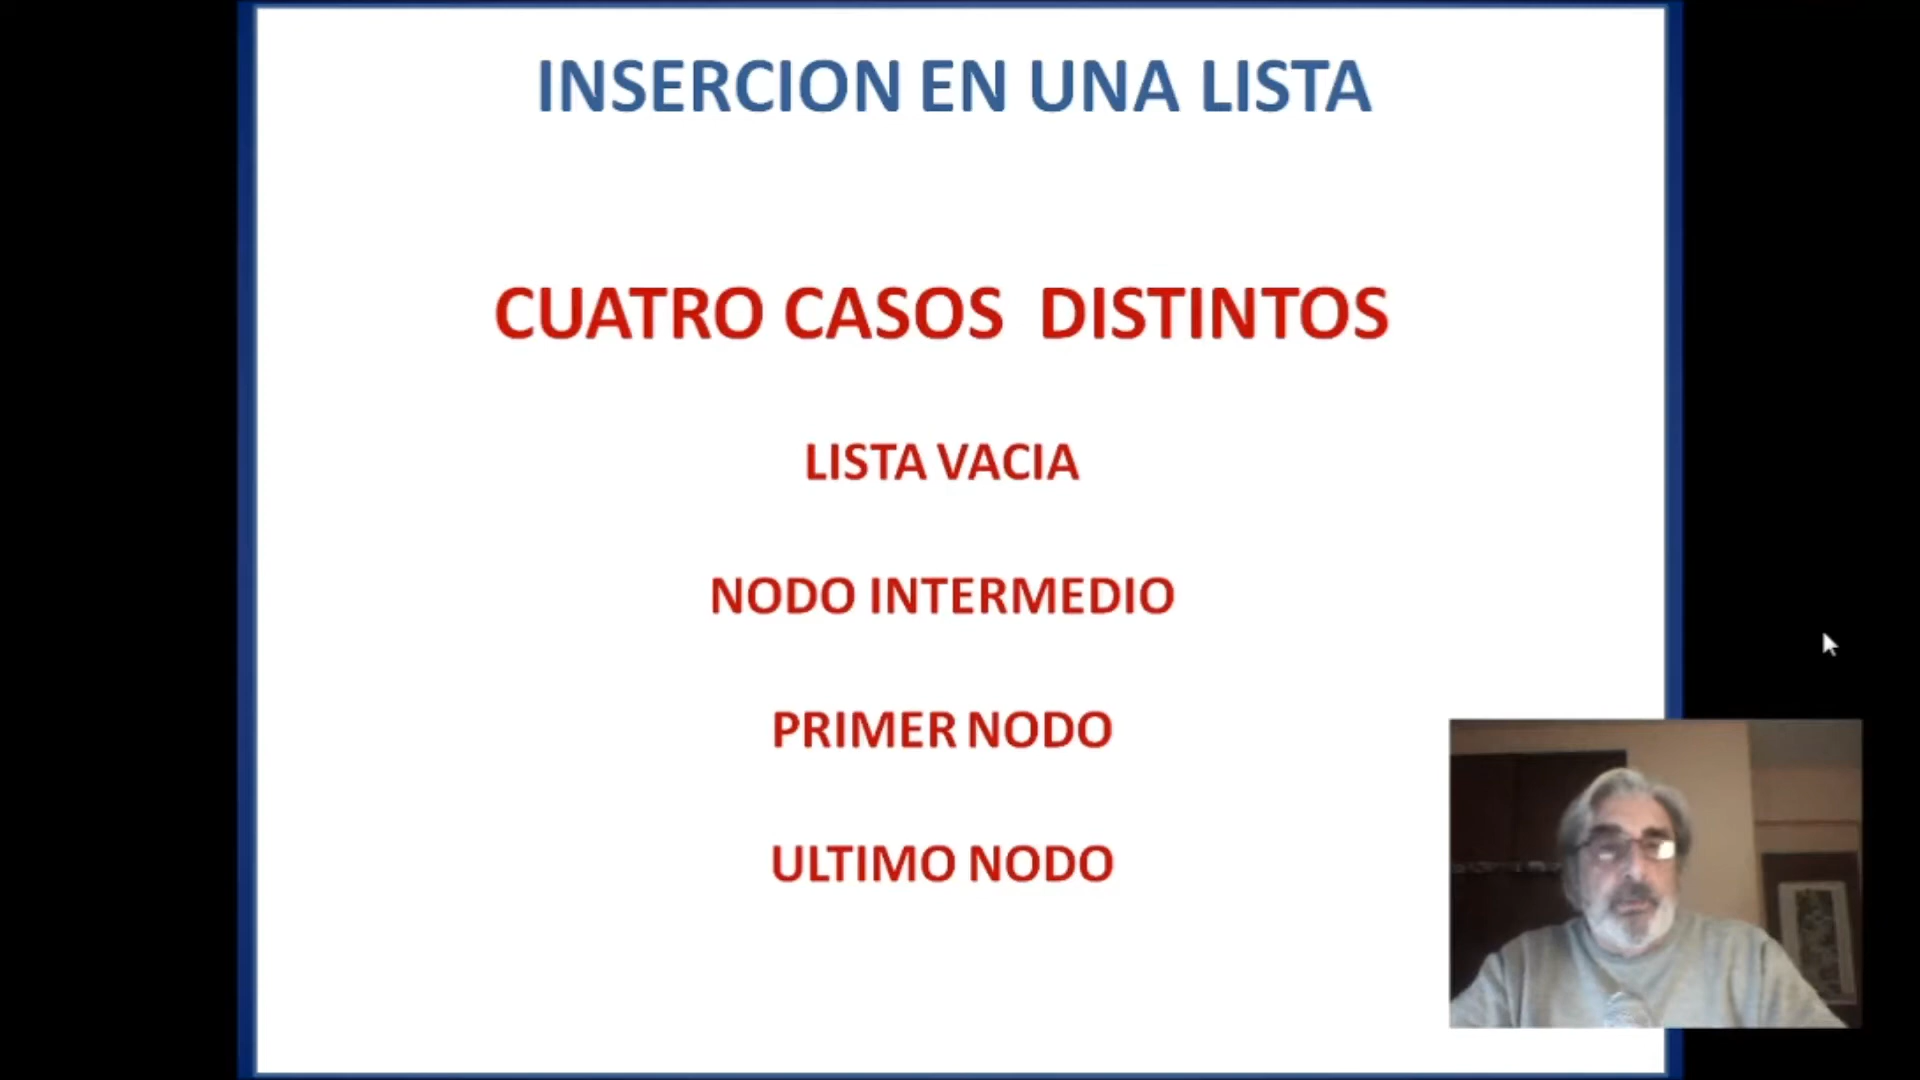 INSERCION EN UNA LISTA
CUATRO CASOS DISTINTOS
LISTA VACIA
NODO INTERMEDIO
PRIMER NODO
ULTIMO NODO